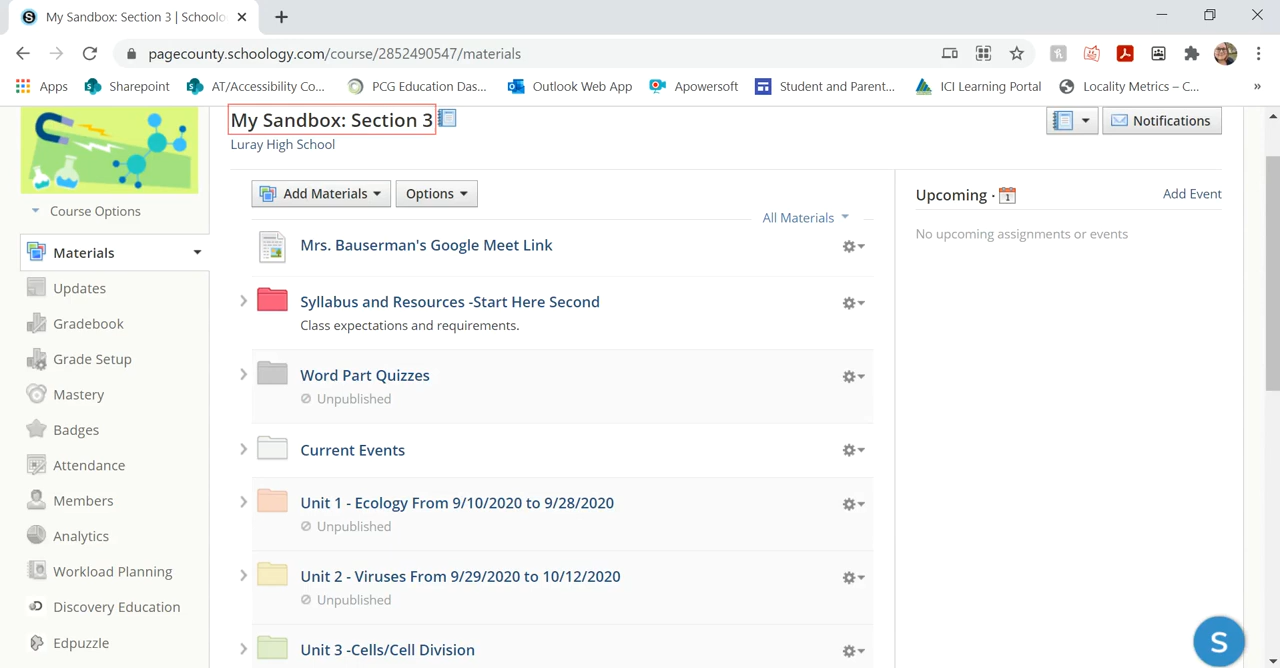 My Sandbox: Section 3 | Schoolo
pagecounty.schoology.com/course/2852490547/materials
Apps Sharepoint AT/Accessibility Co... PCG Education Das... Outlook Web App Apowersoft Student and Parent... ICI Learning Portal Locality Metrics – C... »
My Sandbox: Section 3
Notifications
Luray High School
Add Materials Options
Upcoming · 1 Add Event
Course Options
All Materials
No upcoming assignments or events
Materials
Updates
Gradebook
Grade Setup
Mastery
Badges
Attendance
Members
Analytics
Workload Planning
Discovery Education
Edpuzzle
Mrs. Bauserman's Google Meet Link
Syllabus and Resources -Start Here Second
Class expectations and requirements.
Word Part Quizzes
Unpublished
Current Events
Unit 1 - Ecology From 9/10/2020 to 9/28/2020
Unpublished
Unit 2 - Viruses From 9/29/2020 to 10/12/2020
Unpublished
Unit 3 -Cells/Cell Division
S